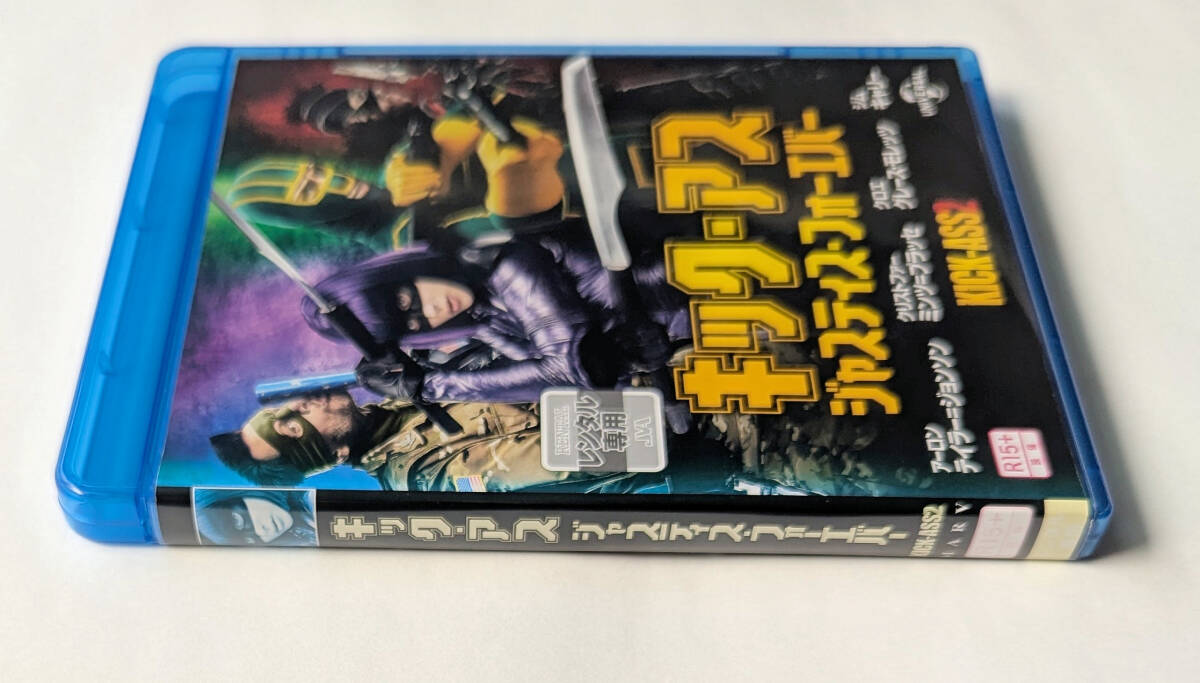 ジム
キャリー
UNIVERSAL
キック・アス
ジャスティス・フォーエバー
クロエ
グレース・モレッツ
クリストファー
ミンツ=プラッセ
アーロン
テイラー=ジョンソン
KICK-ASS2
レンタル
専用
JVA
R15+
キック・アス ジャスティス・フォーエバー
KICK-ASS2
R15+